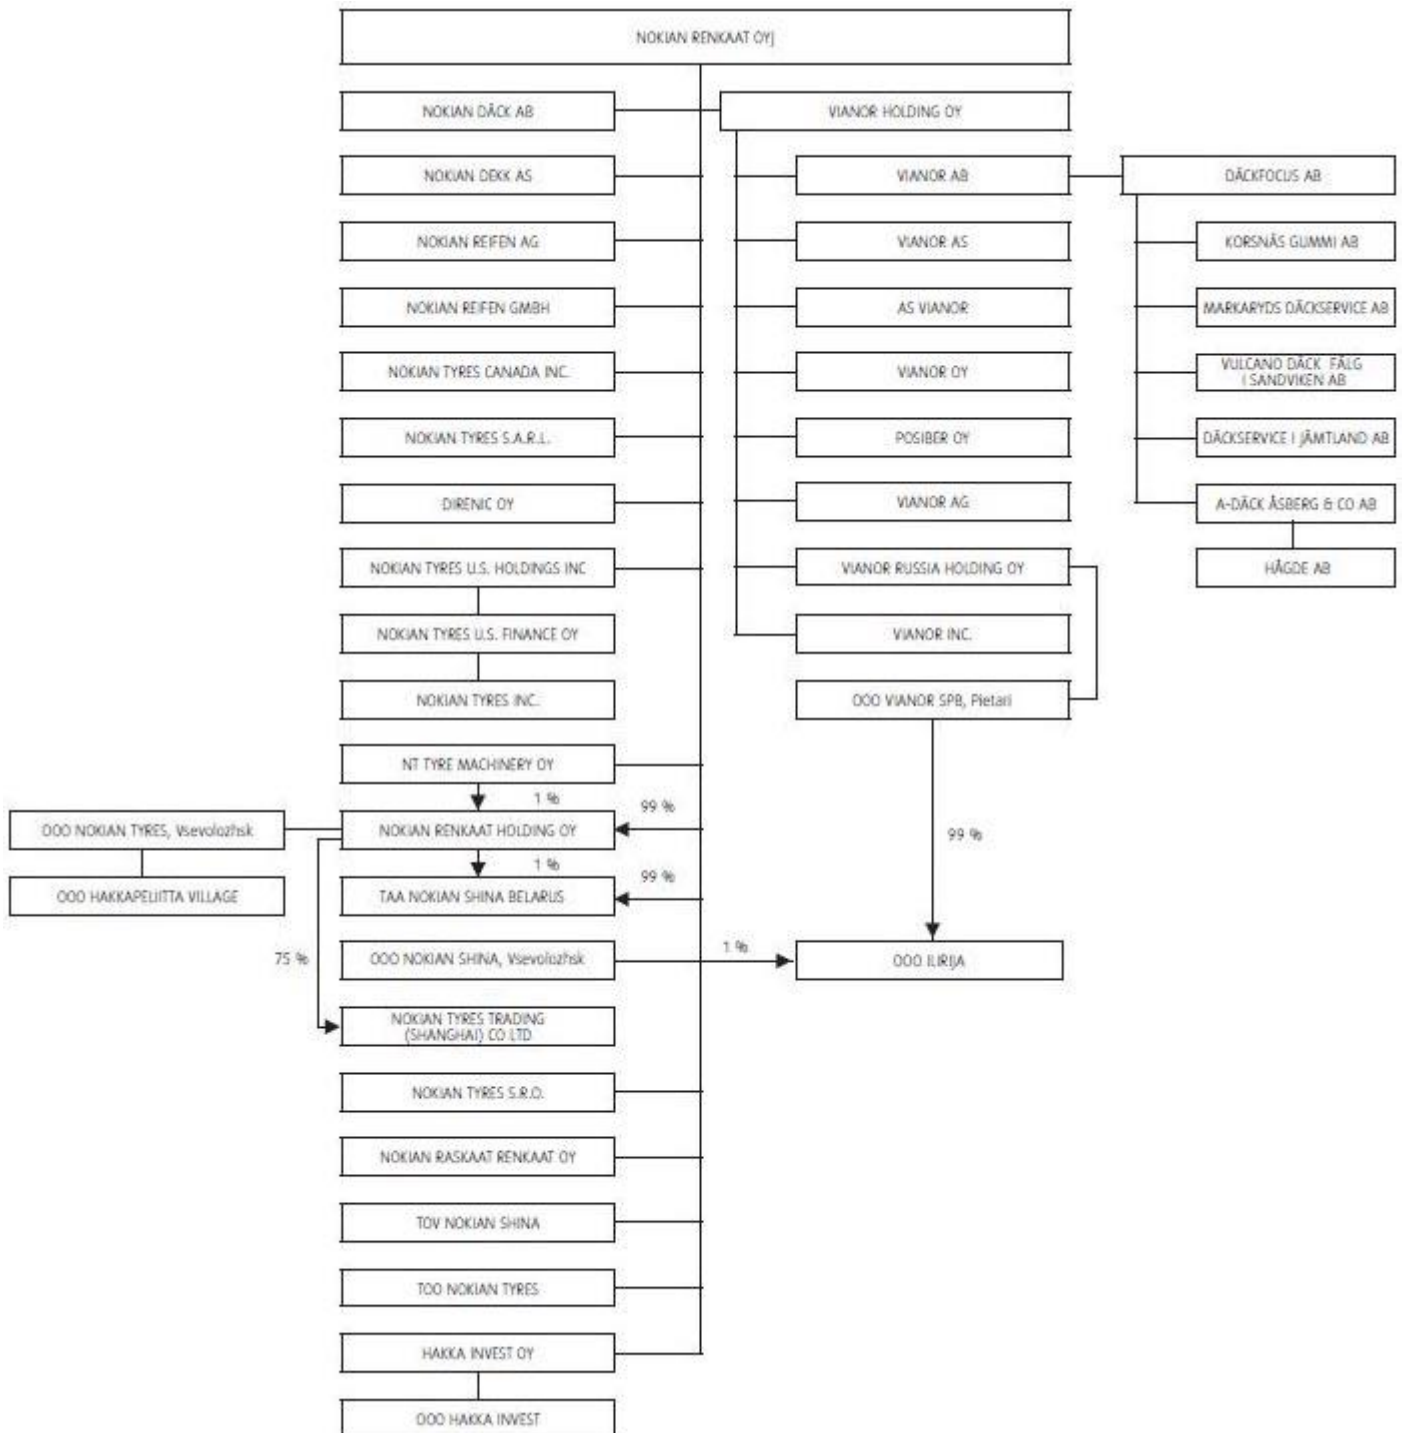 NOKIAN RENKAAT OYJ
NOKIAN DÄCK AB
VIANOR HOLDING OY
NOKIAN DEKK AS
VIANOR AB
DÄCKFOCUS AB
NOKIAN REIFEN AG
VIANOR AS
KORSNÄS GUMMI AB
NOKIAN REIFEN GMBH
AS VIANOR
MARKARYDS DÄCKSERVICE AB
NOKIAN TYRES CANADA INC.
VIANOR OY
VULCANO DÄCK FÄLG
I SANDVIKEN AB
NOKIAN TYRES S.A.R.L.
POSIBER OY
DÄCKSERVICE I JÄMTLAND AB
DIRENIC OY
VIANOR AG
A-DÄCK ÅSBERG & CO AB
NOKIAN TYRES U.S. HOLDINGS INC
VIANOR RUSSIA HOLDING OY
HÅGDE AB
NOKIAN TYRES U.S. FINANCE OY
VIANOR INC.
NOKIAN TYRES INC.
OOO VIANOR SPB, Pietari
NT TYRE MACHINERY OY
1 %
99 %
OOO NOKIAN TYRES, Vsevolozhsk
NOKIAN RENKAAT HOLDING OY
99 %
1 %
99 %
OOO HAKKAPELIITTA VILLAGE
TAA NOKIAN SHINA BELARUS
75 %
OOO NOKIAN SHINA, Vsevolozhsk
1 %
OOO ILIRIJA
NOKIAN TYRES TRADING
(SHANGHAI) CO LTD
NOKIAN TYRES S.R.O.
NOKIAN RASKAAT RENKAAT OY
TOV NOKIAN SHINA
TOO NOKIAN TYRES
HAKKA INVEST OY
OOO HAKKA INVEST